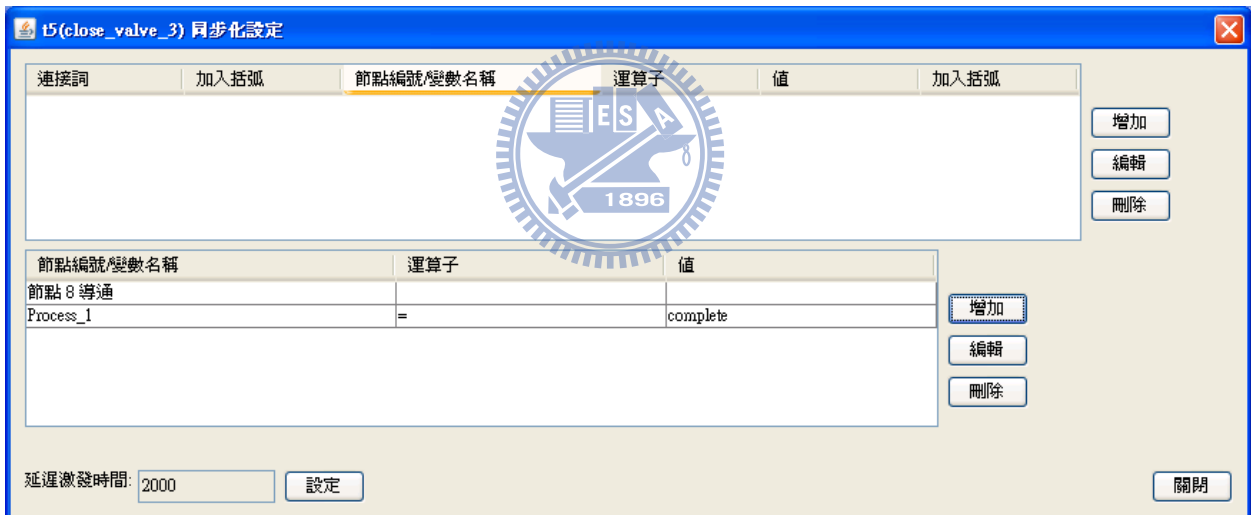 t5(close_valve_3) 同步化設定
連接詞 加入括弧 節點編號/變數名稱 運算子 值 加入括弧
增加
編輯
刪除
ESA
1896
節點編號/變數名稱 運算子 值
節點 8 導通
Process_1 = complete
增加
編輯
刪除
延遲激發時間: 2000 設定 關閉